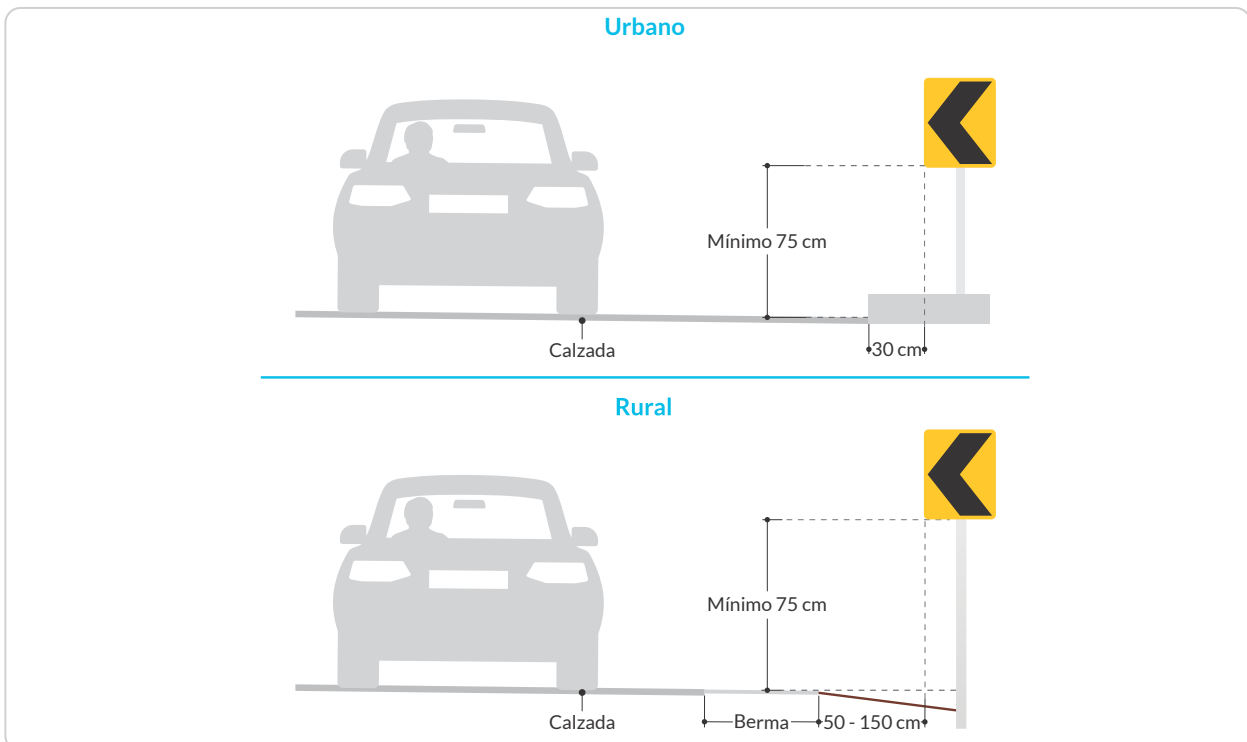 Urbano
Mínimo 75 cm
Calzada
30 cm
Rural
Mínimo 75 cm
Calzada
Berma
50 - 150 cm